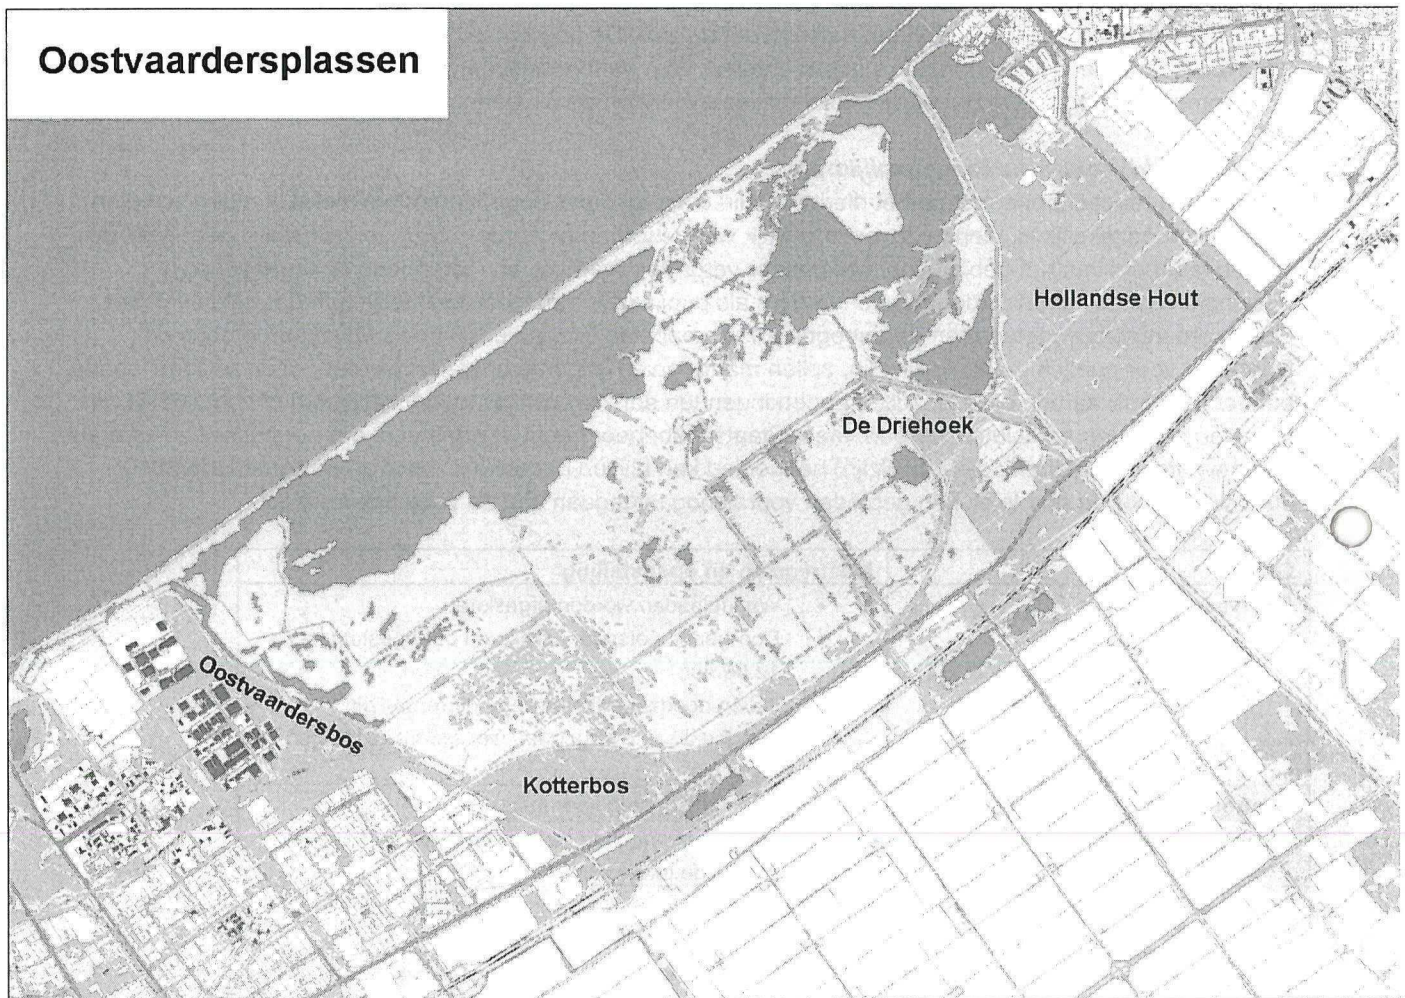 Oostvaardersplassen
Hollandse Hout
De Driehoek
Oostvaardersbos
Kotterbos